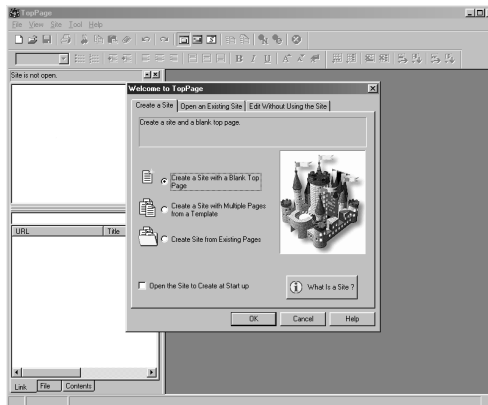 TopPage
File View Site Tool Help
B I U
Site is not open.
URL Title
Link File Contents
Welcome to TopPage
Create a Site Open an Existing Site Edit Without Using the Site
Create a site and a blank top page.
Create a Site with a Blank Top
Page
Create a Site with Multiple Pages
from a Template
Create Site from Existing Pages
Open the Site to Create at Start up
What Is a Site ?
OK Cancel Help